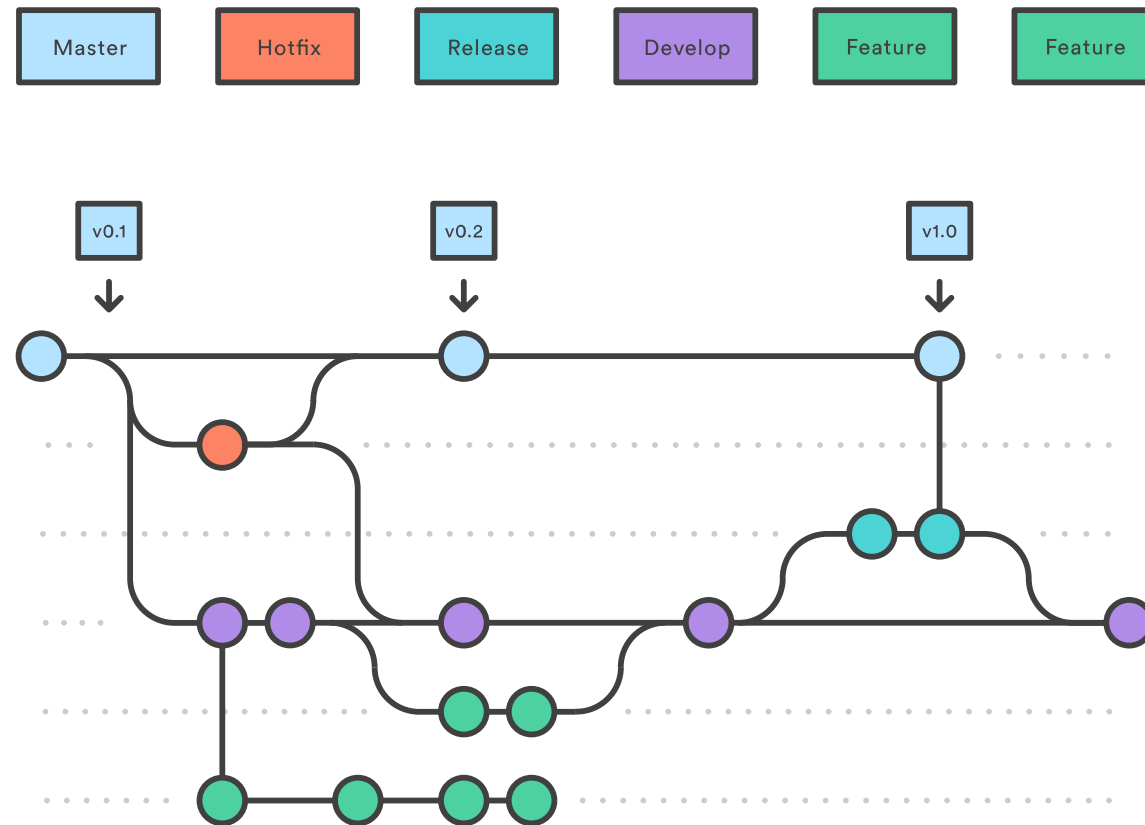 Master
Hotfix
Release
Develop
Feature
Feature
v0.1
v0.2
v1.0